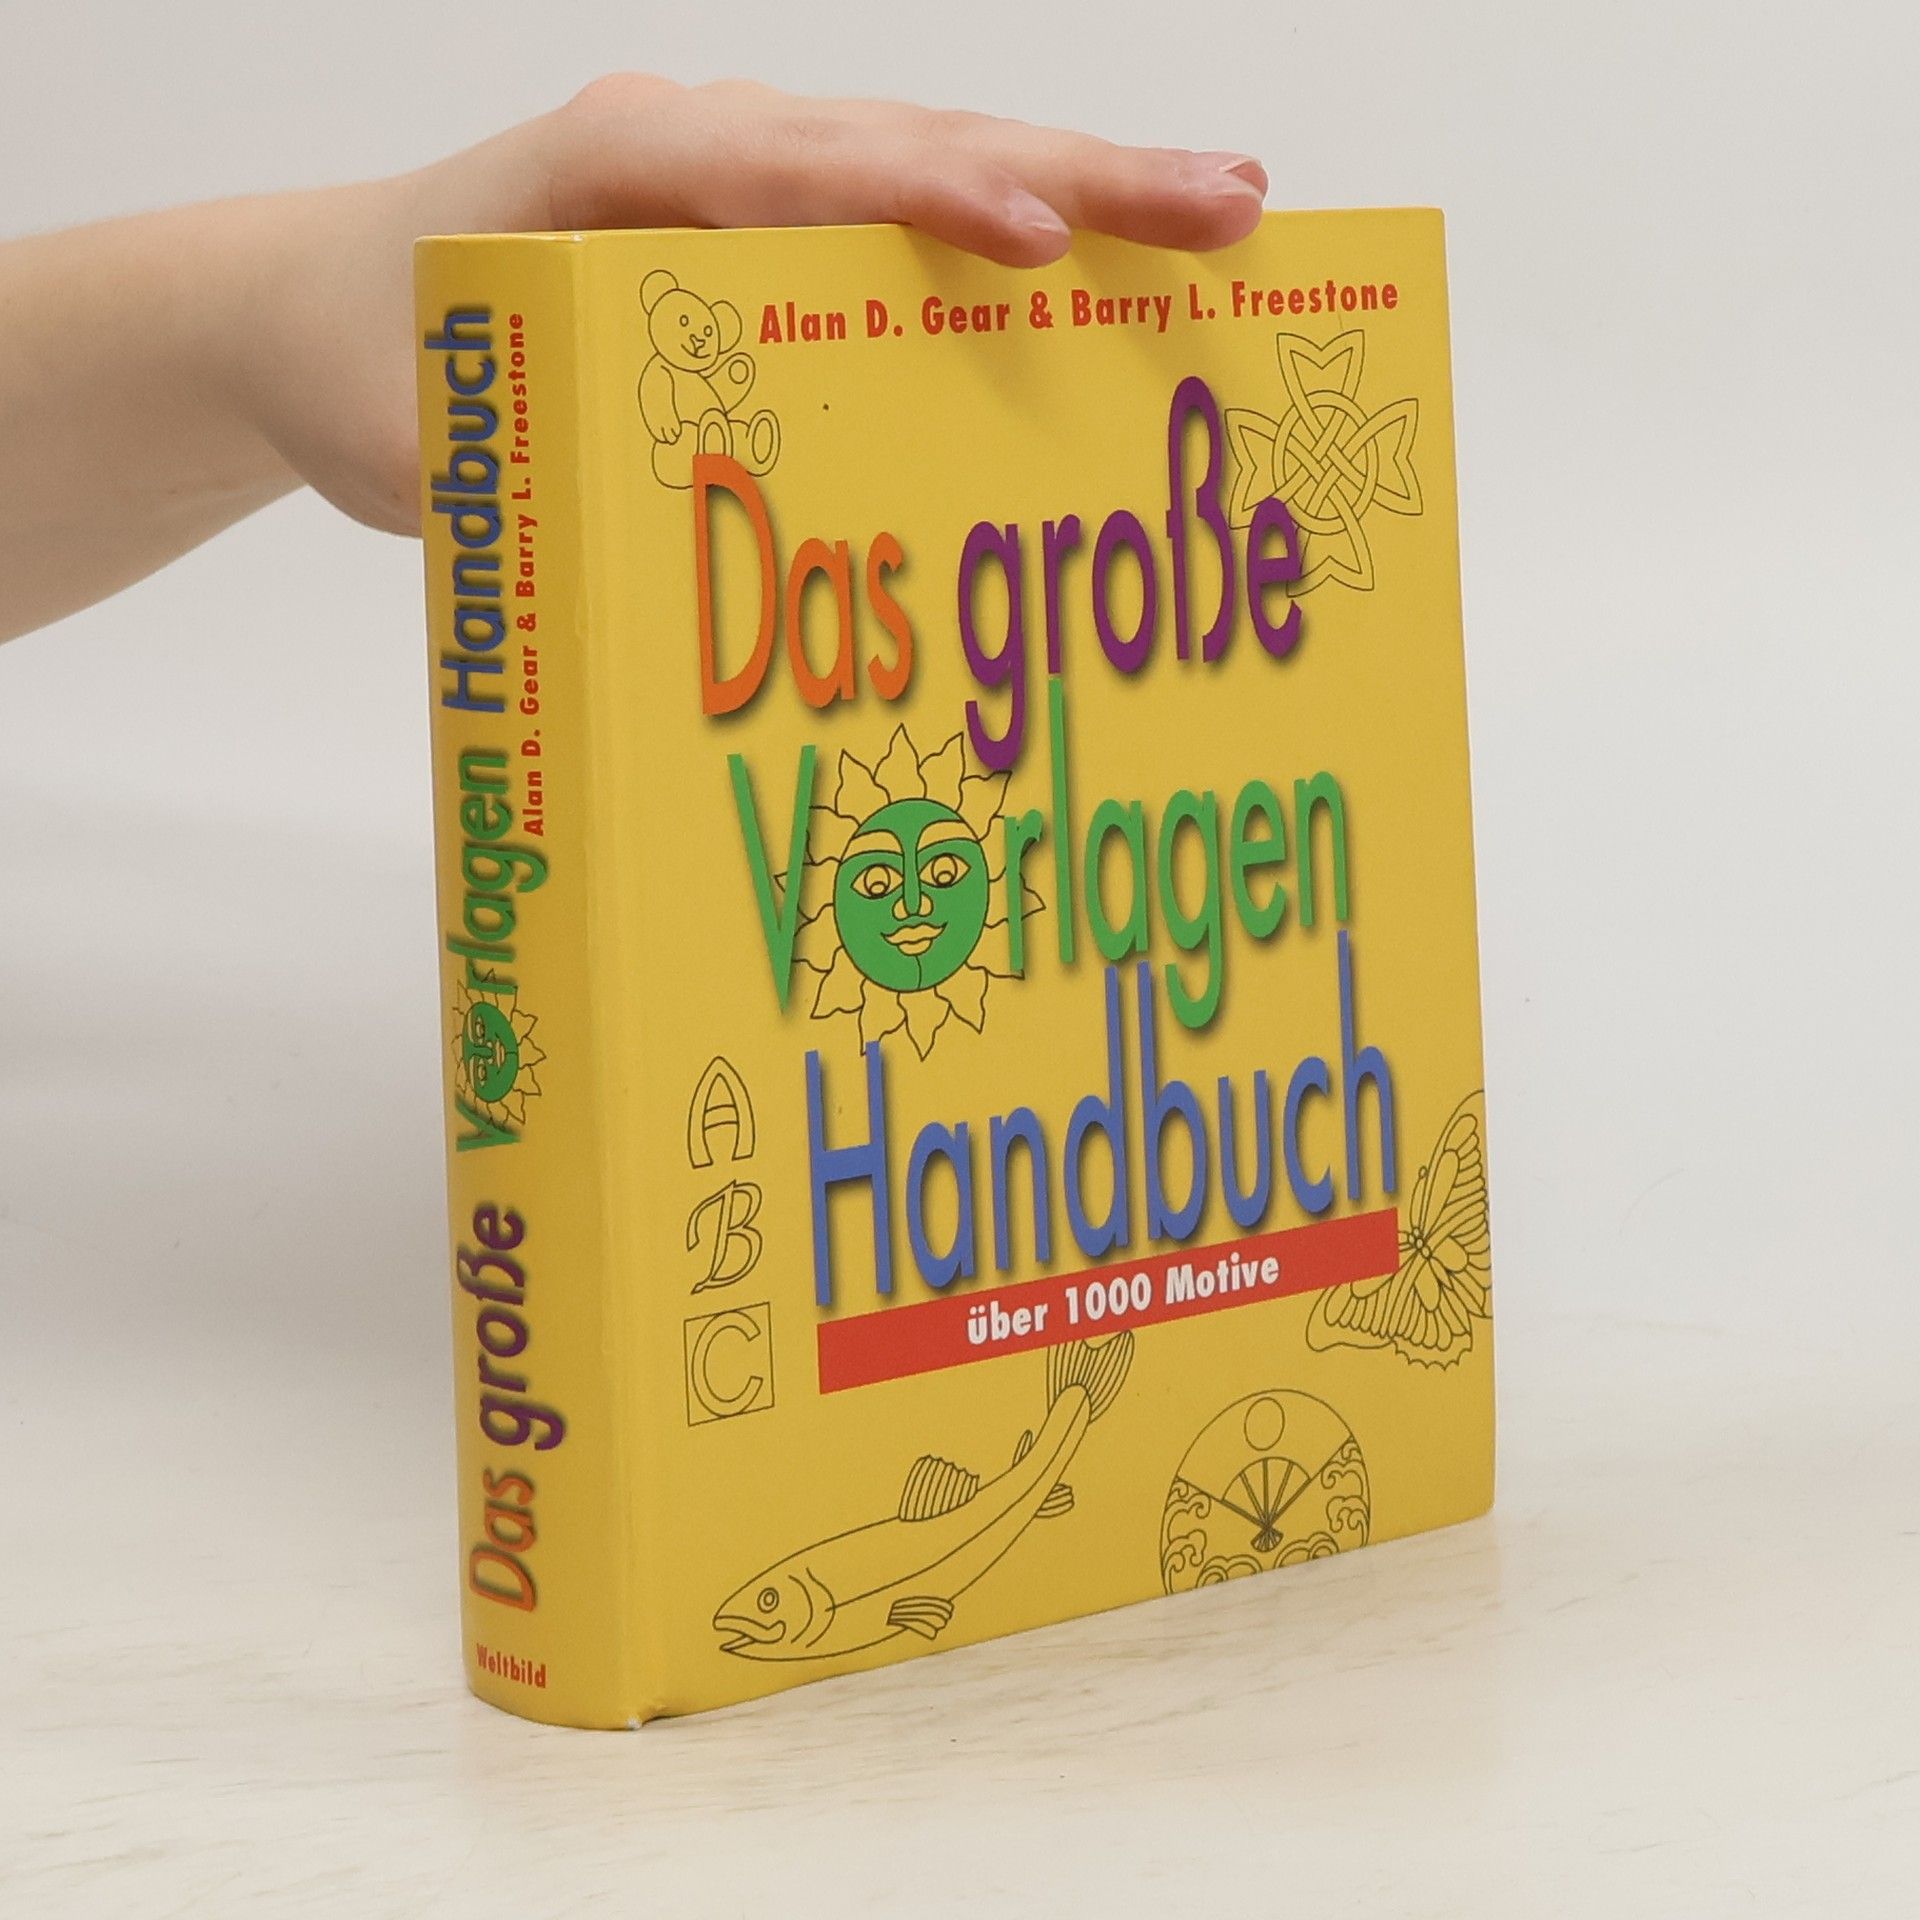 Alan D. Gear & Barry L. Freestone
Das große
Vorlagen
Handbuch
über 1000 Motive
A
B
C
Das große Vorlagen Handbuch
Alan D. Gear & Barry L. Freestone
Weltbild